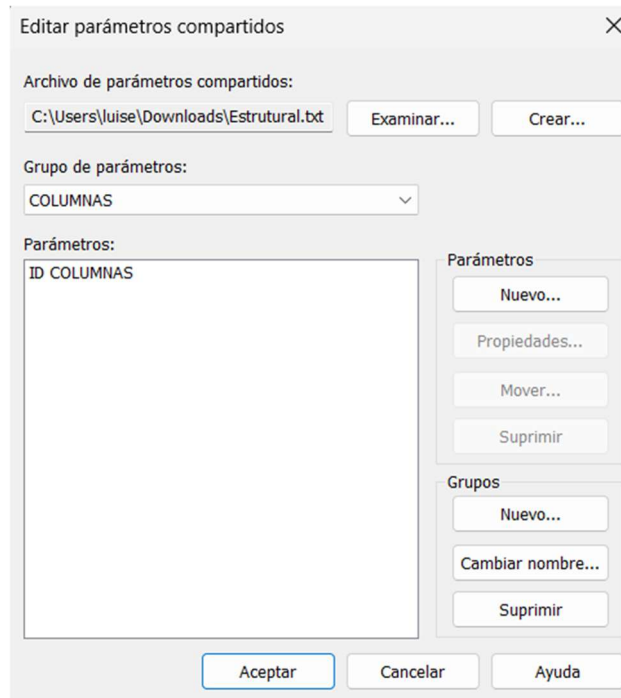 Editar parámetros compartidos
Archivo de parámetros compartidos:
C:\Users\luise\Downloads\Estrutural.txt
Examinar...
Crear...
Grupo de parámetros:
COLUMNAS
Parámetros:
ID COLUMNAS
Parámetros
Nuevo...
Propiedades...
Mover...
Suprimir
Grupos
Nuevo...
Cambiar nombre...
Suprimir
Aceptar
Cancelar
Ayuda